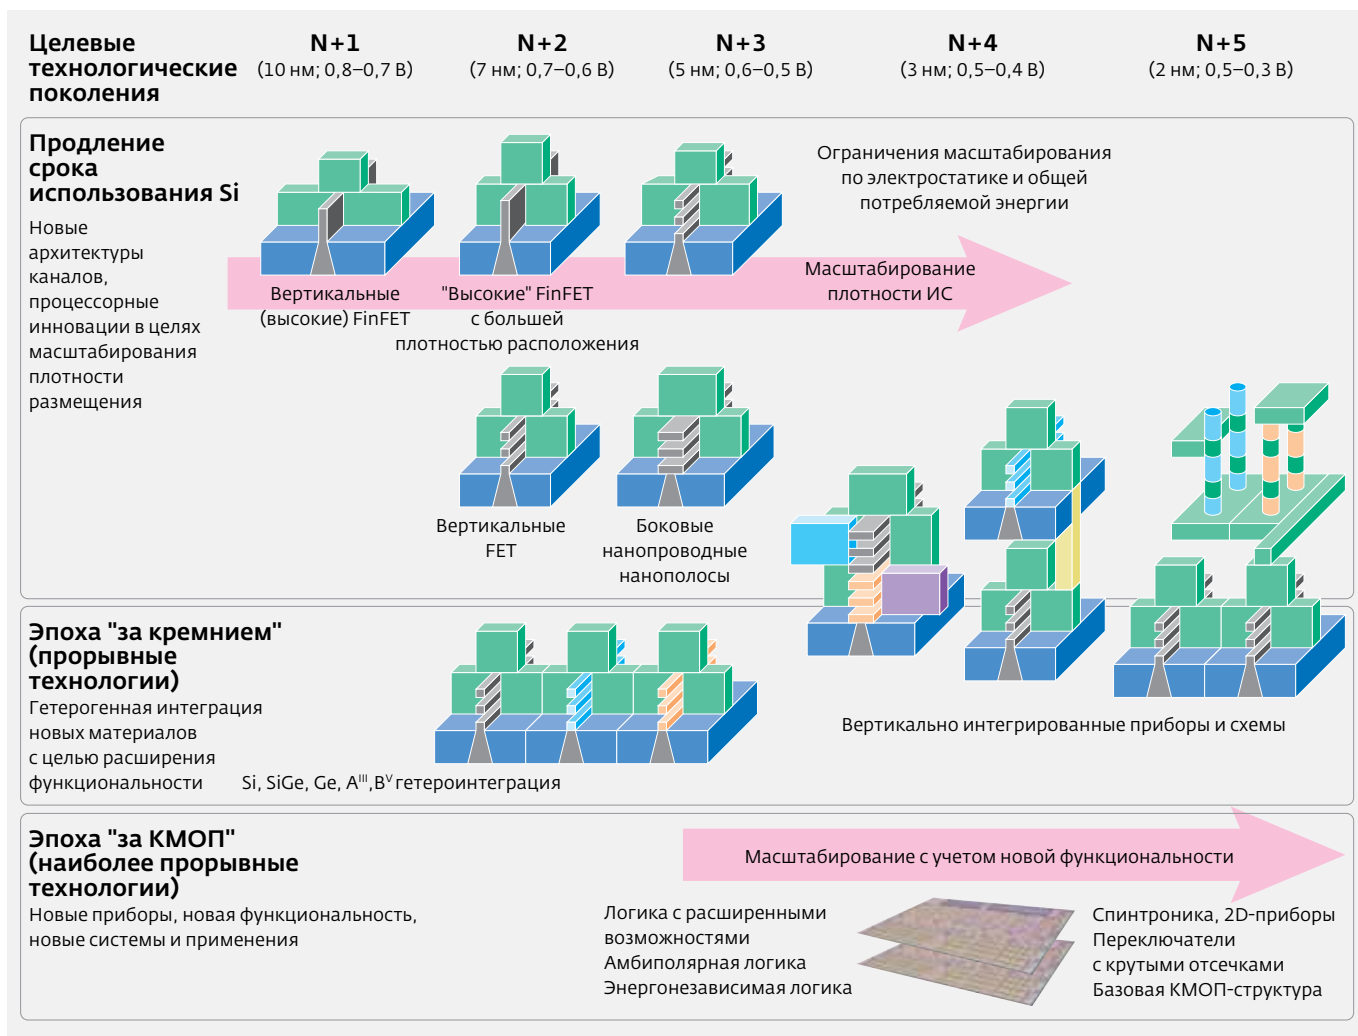 Целевые
технологические
поколения
N+1
(10 нм; 0,8–0,7 В)
N+2
(7 нм; 0,7–0,6 В)
N+3
(5 нм; 0,6–0,5 В)
N+4
(3 нм; 0,5–0,4 В)
N+5
(2 нм; 0,5–0,3 В)
Продление
срока
использования Si
Новые
архитектуры
каналов,
процессорные
инновации в целях
масштабирования
плотности
размещения
Ограничения масштабирования
по электростатике и общей
потребляемой энергии
Масштабирование
плотности ИС
Вертикальные
(высокие) FinFET
"Высокие" FinFET
с большей
плотностью расположения
Вертикальные
FET
Боковые
нанопроводные
нанополосы
Эпоха "за кремнием"
(прорывные
технологии)
Гетерогенная интеграция
новых материалов
с целью расширения
функциональности
Si, SiGe, Ge, Aᴵᴵᴵ,Bⱽ гетероинтеграция
Вертикально интегрированные приборы и схемы
Эпоха "за КМОП"
(наиболее прорывные
технологии)
Новые приборы, новая функциональность,
новые системы и применения
Масштабирование с учетом новой функциональности
Логика с расширенными
возможностями
Амбиполярная логика
Энергонезависимая логика
Спинтроника, 2D-приборы
Переключатели
с крутыми отсечками
Базовая КМОП-структура